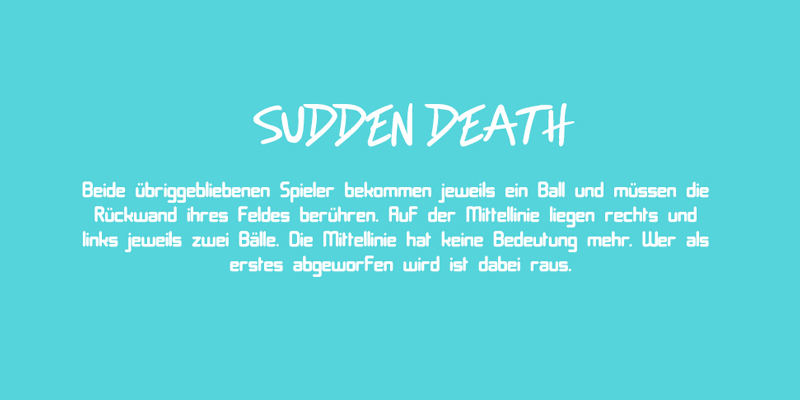 SUDDEN DEATH
Beide übriggebliebenen Spieler bekommen jeweils ein Ball und müssen die
Rückwand ihres Feldes berühren. Auf der Mittellinie liegen rechts und
links jeweils zwei Bälle. Die Mittellinie hat keine Bedeutung mehr. Wer als
erstes abgeworfen wird ist dabei raus.